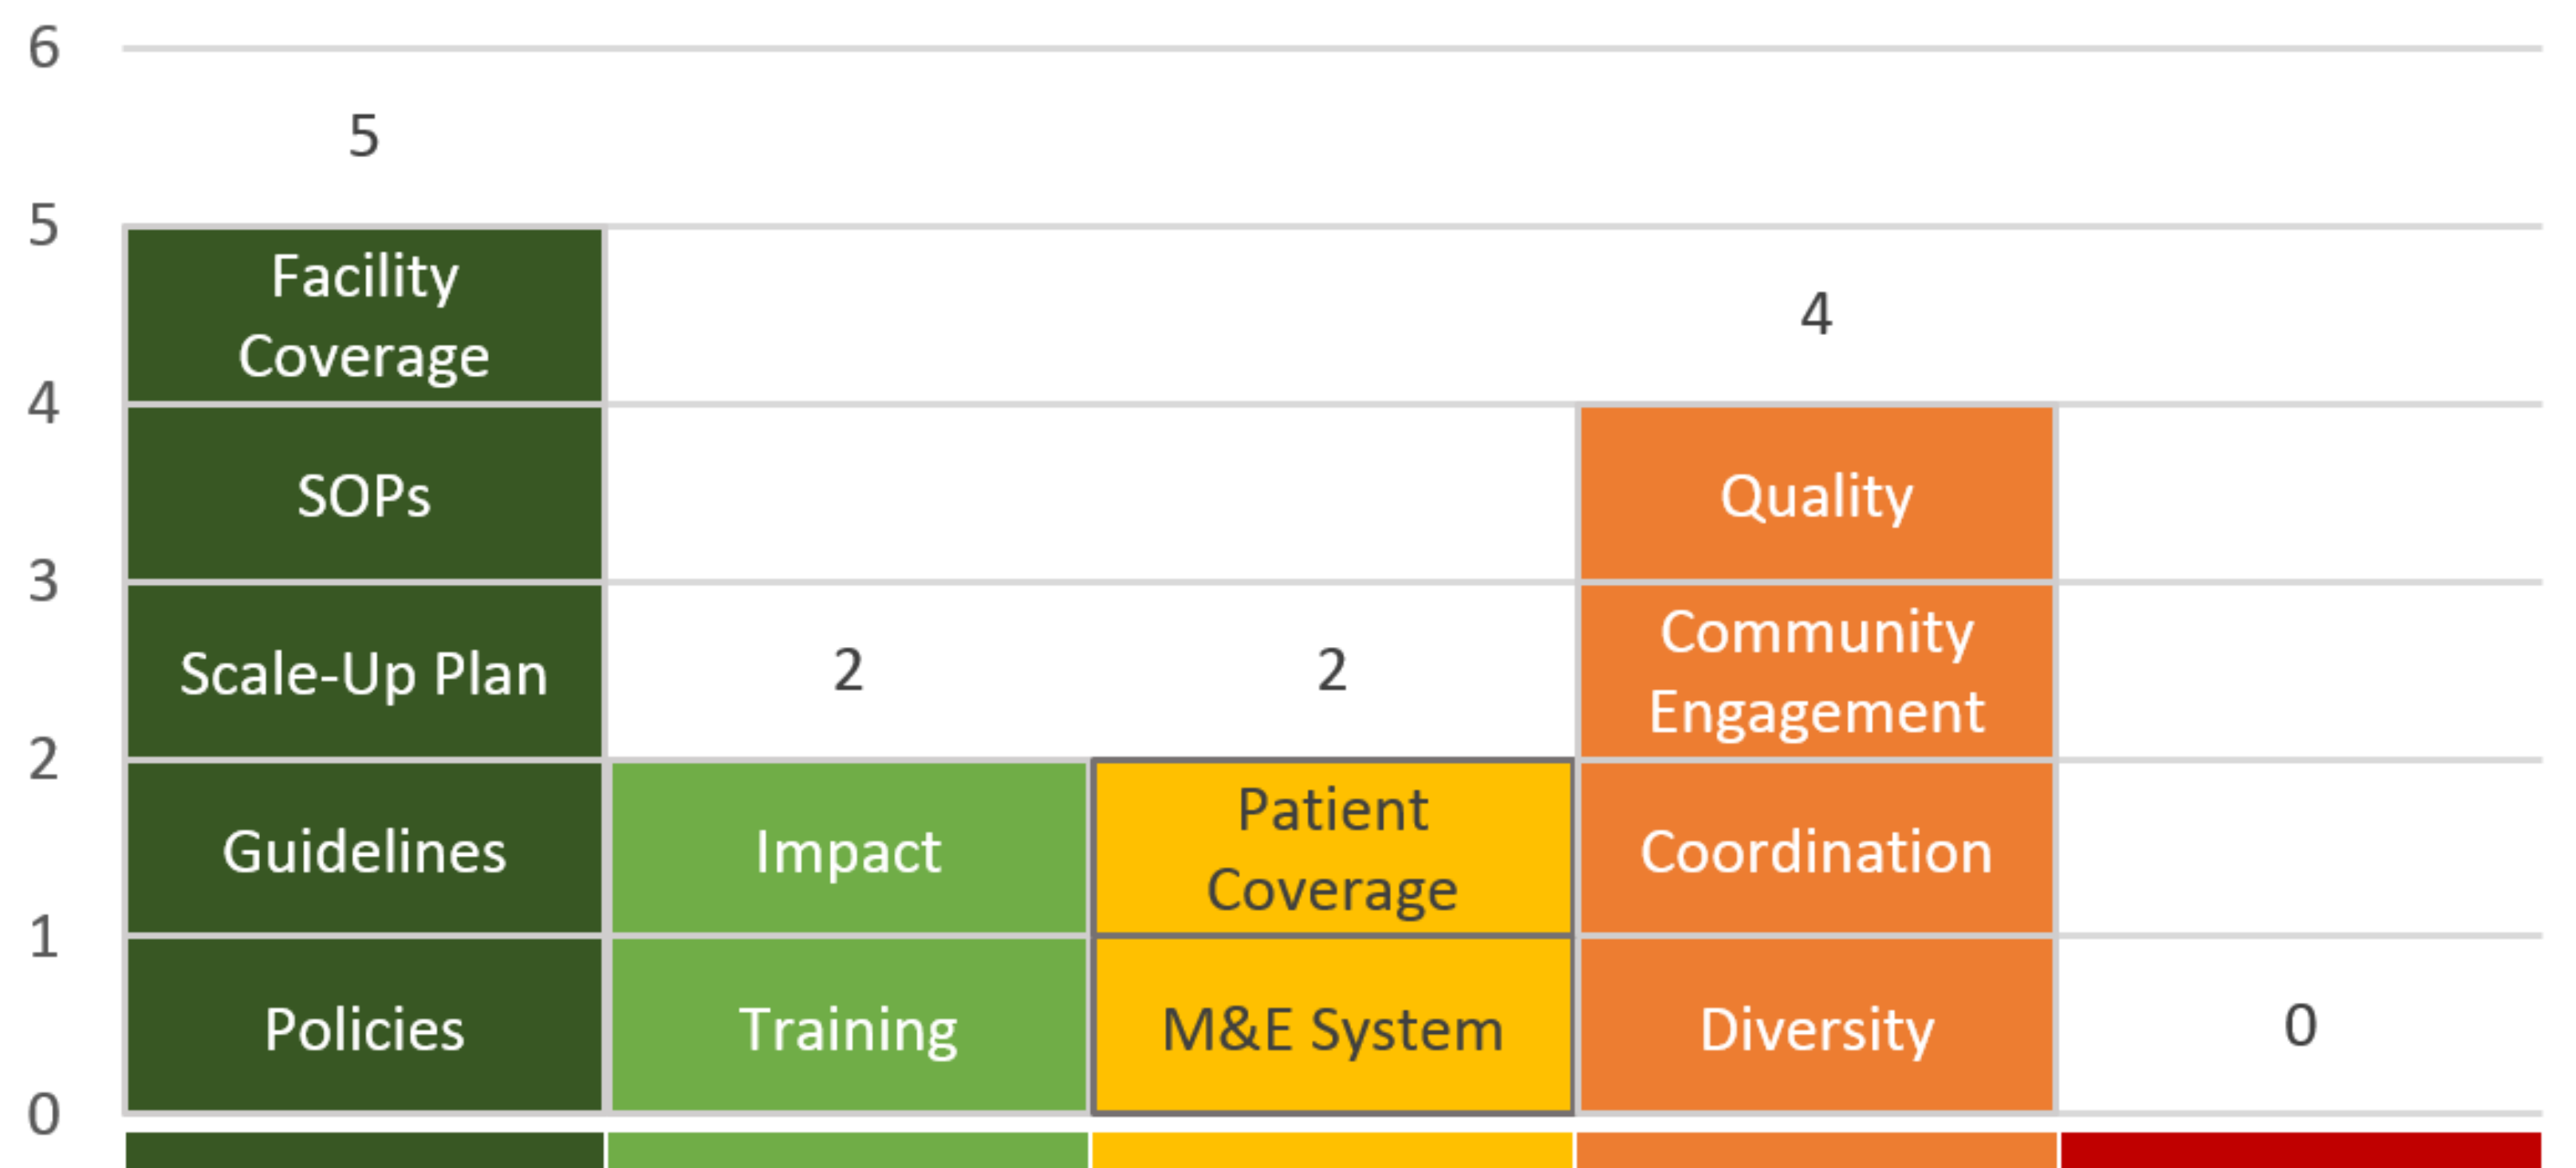 6
5
5
Facility
Coverage
4
4
SOPs
Quality
3
Scale-Up Plan
2
2
Community
Engagement
2
Guidelines
Impact
Patient
Coverage
Coordination
1
Policies
Training
M&E System
Diversity
0
0